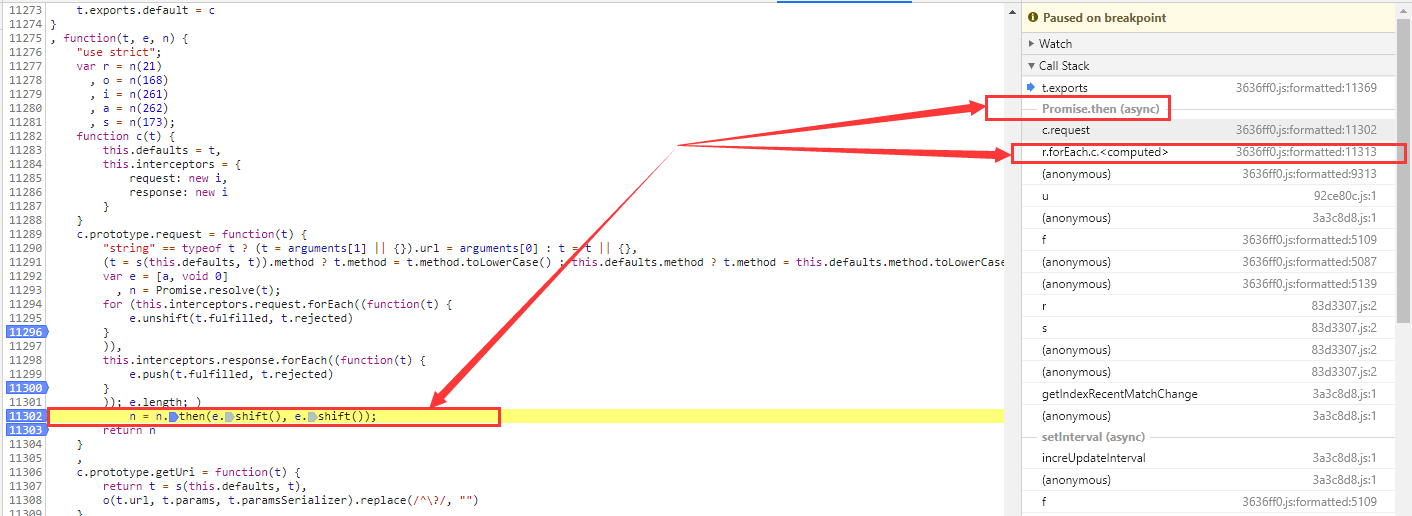 11273 t.exports.default = c
11274 }
11275 , function(t, e, n) {
11276 "use strict";
11277 var r = n(21)
11278 , o = n(168)
11279 , i = n(261)
11280 , a = n(262)
11281 , s = n(173);
11282 function c(t) {
11283 this.defaults = t,
11284 this.interceptors = {
11285 request: new i,
11286 response: new i
11287 }
11288 }
11289 c.prototype.request = function(t) {
11290 "string" == typeof t ? (t = arguments[1] || {}).url = arguments[0] : t = t || {},
11291 (t = s(this.defaults, t)).method ? t.method = t.method.toLowerCase() : this.defaults.method ? t.method = this.defaults.method.toLowerCase
11292 var e = [a, void 0]
11293 , n = Promise.resolve(t);
11294 for (this.interceptors.request.forEach((function(t) {
11295 e.unshift(t.fulfilled, t.rejected)
11296 }
11297 )),
11298 this.interceptors.response.forEach((function(t) {
11299 e.push(t.fulfilled, t.rejected)
11300 }
11301 )); e.length; )
11302 n = n.then(e.shift(), e.shift());
11303 return n
11304 }
11305 ,
11306 c.prototype.getUri = function(t) {
11307 return t = s(this.defaults, t),
11308 o(t.url, t.params, t.paramsSerializer).replace(/^\?/, "")
11309 }
Paused on breakpoint
Watch
Call Stack
t.exports 3636ff0.js:formatted:11369
Promise.then (async)
c.request 3636ff0.js:formatted:11302
r.forEach.c.<computed> 3636ff0.js:formatted:11313
(anonymous) 3636ff0.js:formatted:9313
u 92ce80c.js:1
(anonymous) 3a3c8d8.js:1
f 3636ff0.js:formatted:5109
(anonymous) 3636ff0.js:formatted:5087
(anonymous) 3636ff0.js:formatted:5139
r 83d3307.js:2
s 83d3307.js:2
(anonymous) 83d3307.js:2
(anonymous) 83d3307.js:2
getIndexRecentMatchChange 3a3c8d8.js:1
(anonymous) 3a3c8d8.js:1
setInterval (async)
increUpdateInterval 3a3c8d8.js:1
(anonymous) 3a3c8d8.js:1
f 3636ff0.js:formatted:5109